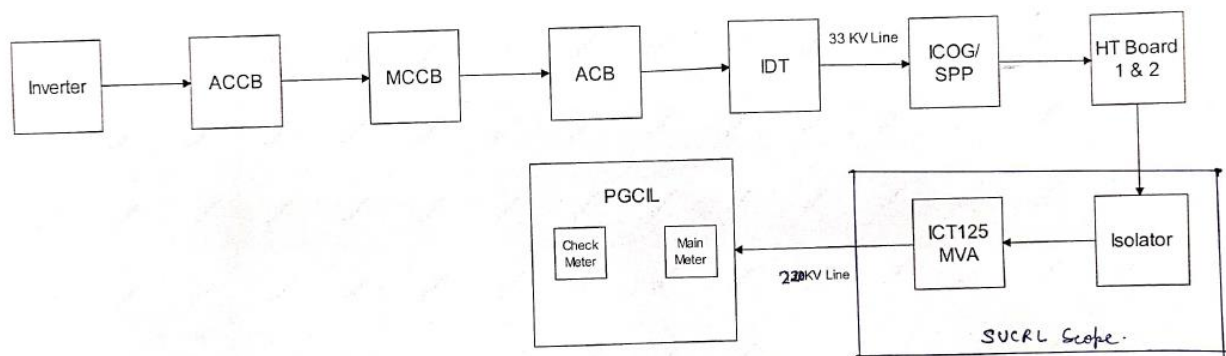 Inverter
ACCB
MCCB
ACB
IDT
33 KV Line
ICOG/
SPP
HT Board
1 & 2
PGCIL
Check
Meter
Main
Meter
220KV Line
ICT125
MVA
Isolator
SUCRL Scope.